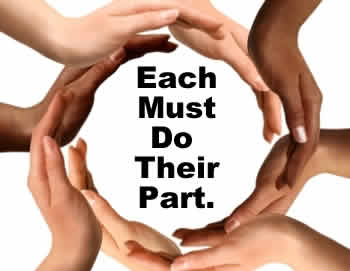 Each
Must
Do
Their
Part.